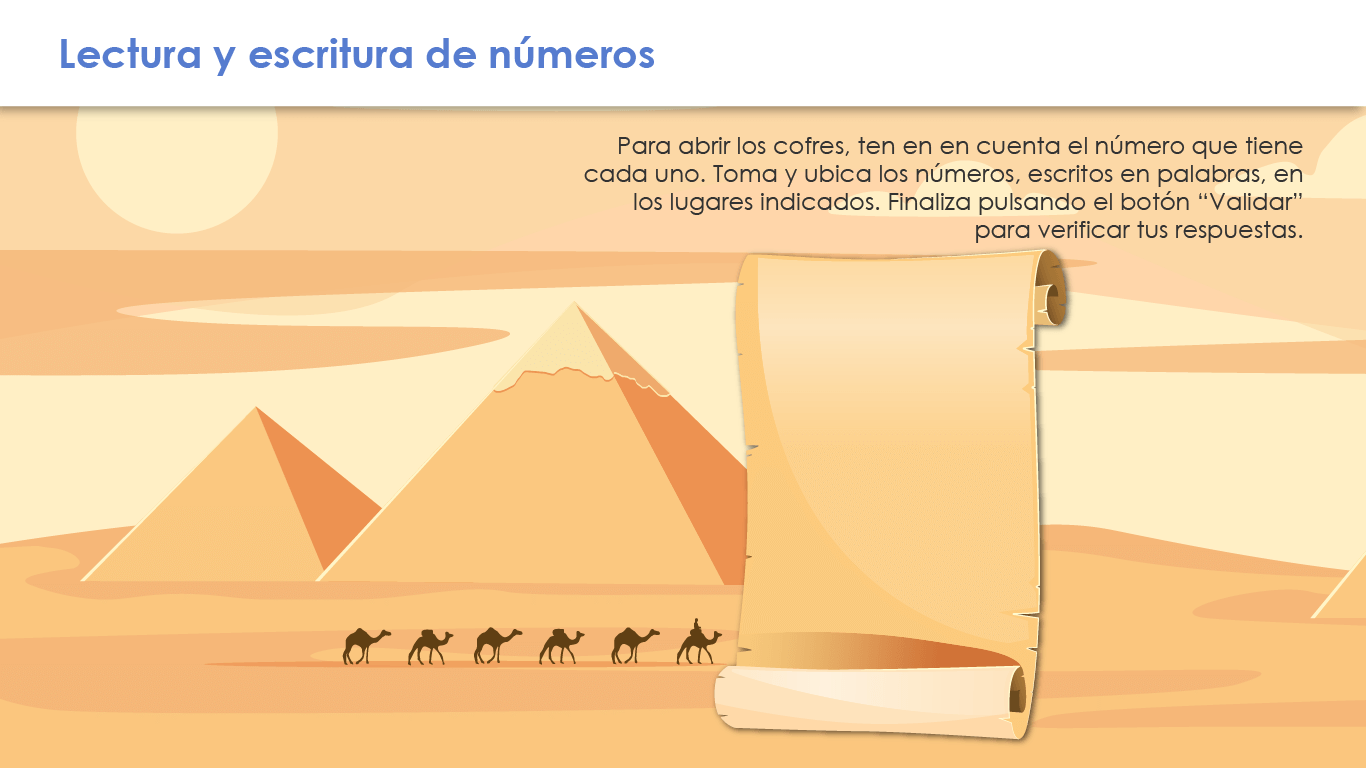 Lectura y escritura de números
Para abrir los cofres, ten en en cuenta el número que tiene
cada uno. Toma y ubica los números, escritos en palabras, en
los lugares indicados. Finaliza pulsando el botón “Validar”
para verificar tus respuestas.